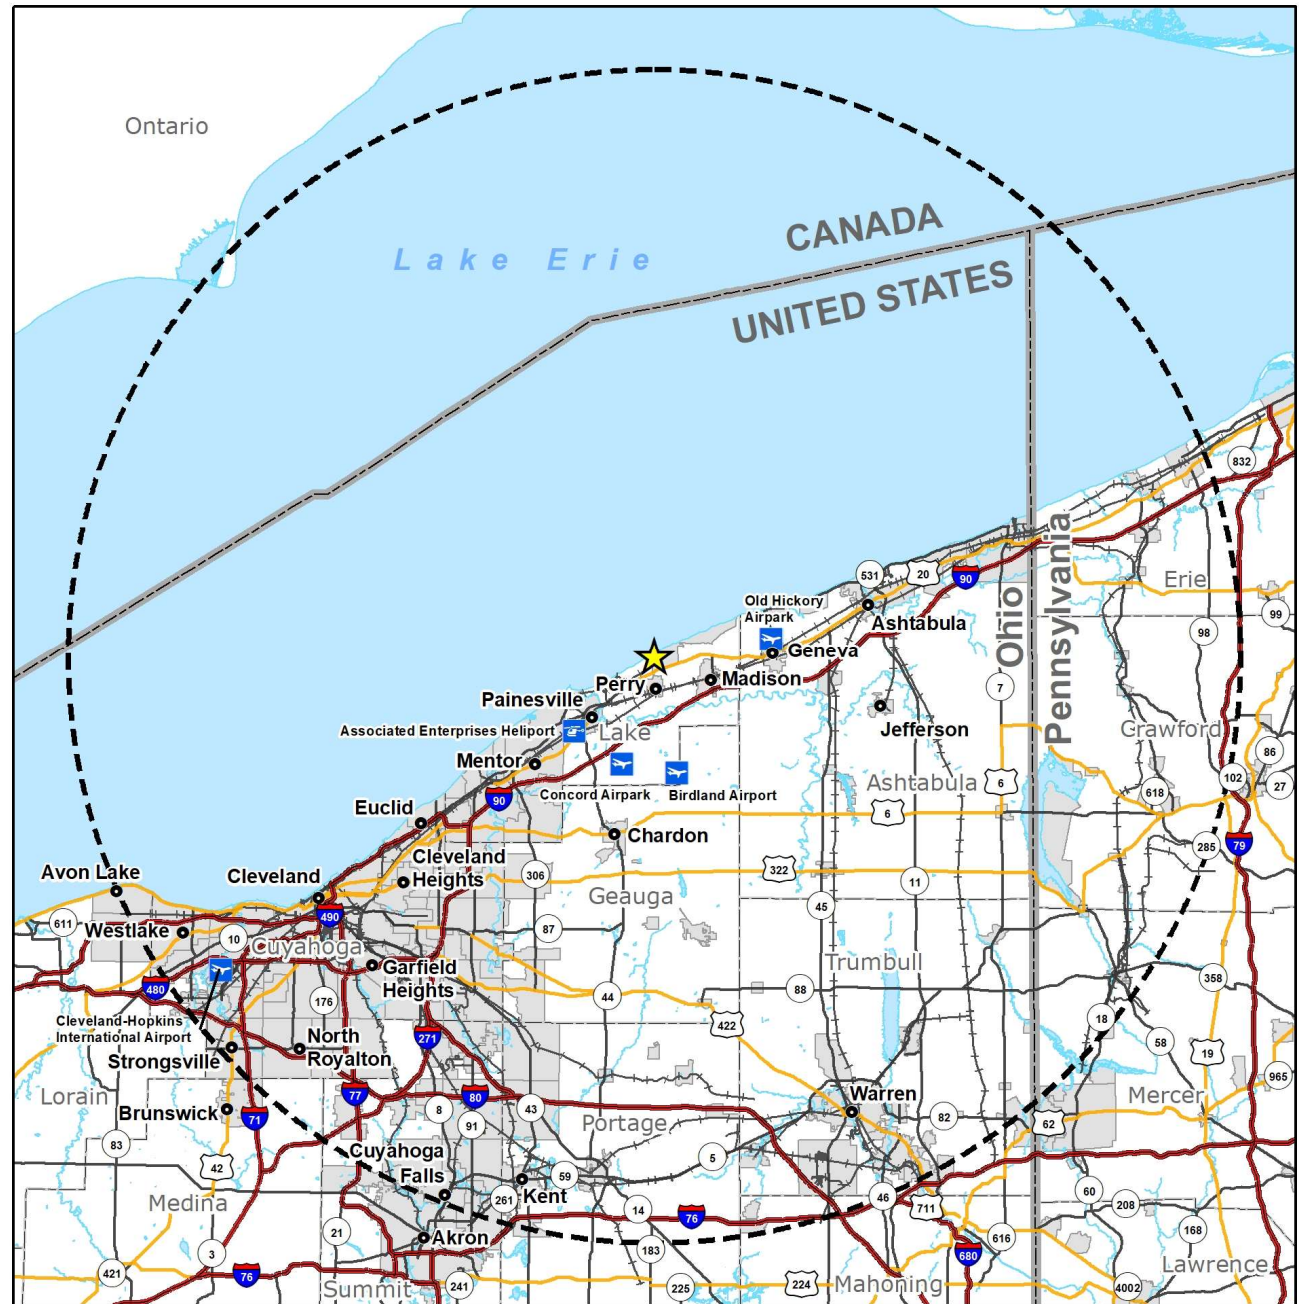 Ontario
Lake Erie
CANADA
UNITED STATES
832
Erie
99
98
531
20
90
Old Hickory
Airpark
Ashtabula
Geneva
Ohio
Pennsylvania
7
Perry
Madison
Painesville
Jefferson
Associated Enterprises Heliport
Lake
Crawford
86
Mentor
102
27
Ashtabula
6
618
Concord Airpark
Birdland Airport
90
6
Euclid
Chardon
79
285
Cleveland
Heights
Avon Lake
Cleveland
306
322
11
Geauga
45
490
611
Westlake
87
10
Cuyahoga
Trumbull
Garfield
Heights
358
480
88
44
176
18
Cleveland-Hopkins
International Airport
422
271
North
Royalton
58
Strongsville
19
965
Lorain
77
80
Warren
Mercer
Brunswick
71
8
43
82
62
91
Portage
83
Cuyahoga
Falls
5
42
59
Kent
261
46
60
Medina
14
76
711
208
168
21
Akron
616
3
183
680
421
76
Lawrence
Summit
241
225
224
Mahoning
4002